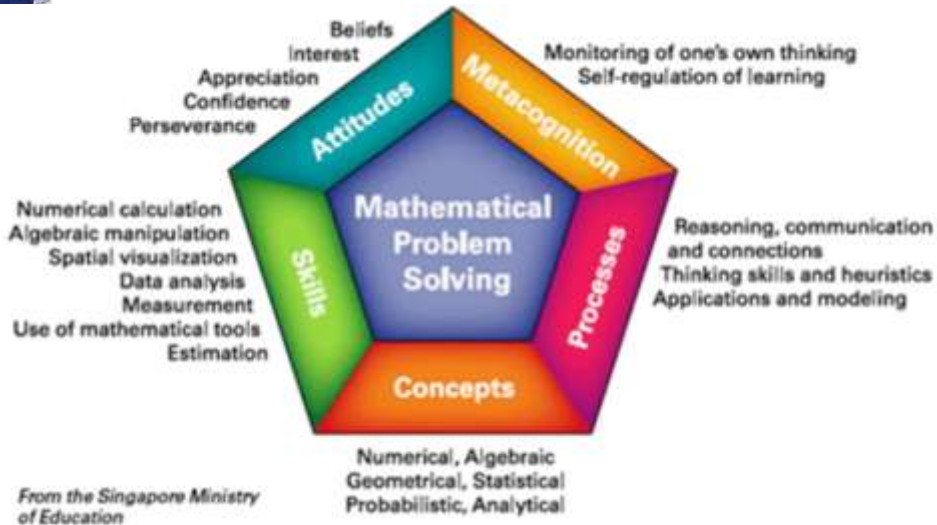 Beliefs
Interest
Appreciation
Confidence
Perseverance
Attitudes
Metacognition
Monitoring of one's own thinking
Self-regulation of learning
Numerical calculation
Algebraic manipulation
Spatial visualization
Data analysis
Measurement
Use of mathematical tools
Estimation
Skills
Mathematical
Problem
Solving
Processes
Reasoning, communication
and connections
Thinking skills and heuristics
Applications and modeling
Concepts
Numerical, Algebraic
Geometrical, Statistical
Probabilistic, Analytical
From the Singapore Ministry
of Education